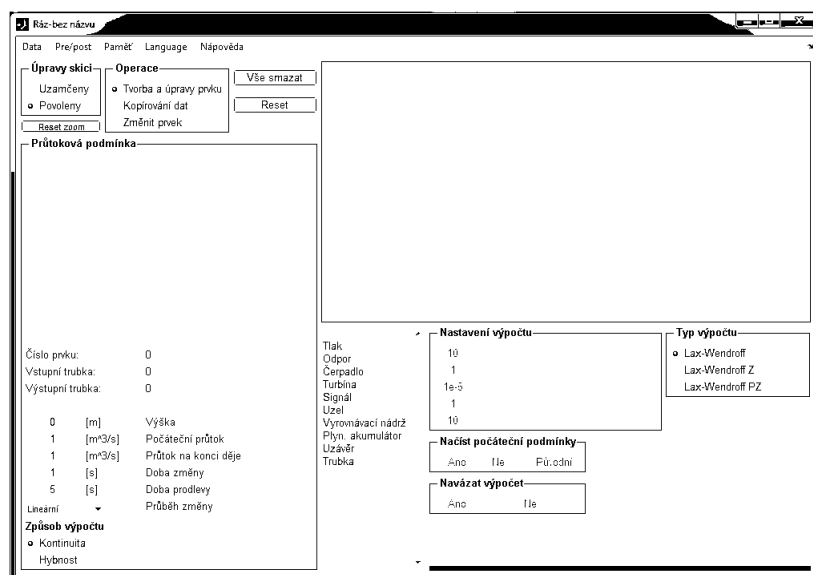 Ráz-bez názvu
Data Pre/post Paměť Language Nápověda
Úpravy skici
Uzamčeny
Povoleny
Reset zoom
Operace
Tvorba a úpravy prvku
Kopírování dat
Změnit prvek
Vše smazat
Reset
Průtoková podmínka
Číslo prvku: 0
Vstupní trubka: 0
Výstupní trubka: 0
0 [m] Výška
1 [m^3/s] Počáteční průtok
1 [m^3/s] Průtok na konci děje
1 [s] Doba změny
5 [s] Doba prodlevy
Lineární Průběh změny
Způsob výpočtu
Kontinuita
Hybnost
Tlak
Odpor
Čerpadlo
Turbína
Signál
Uzel
Vyrovnávací nádrž
Plyn. akumulátor
Uzávěr
Trubka
Nastavení výpočtu
10
1
1e-5
1
10
Typ výpočtu
Lax-Wendroff
Lax-Wendroff Z
Lax-Wendroff PZ
Načíst počáteční podmínky
Ano Ne Původní
Navázat výpočet
Ano Ne